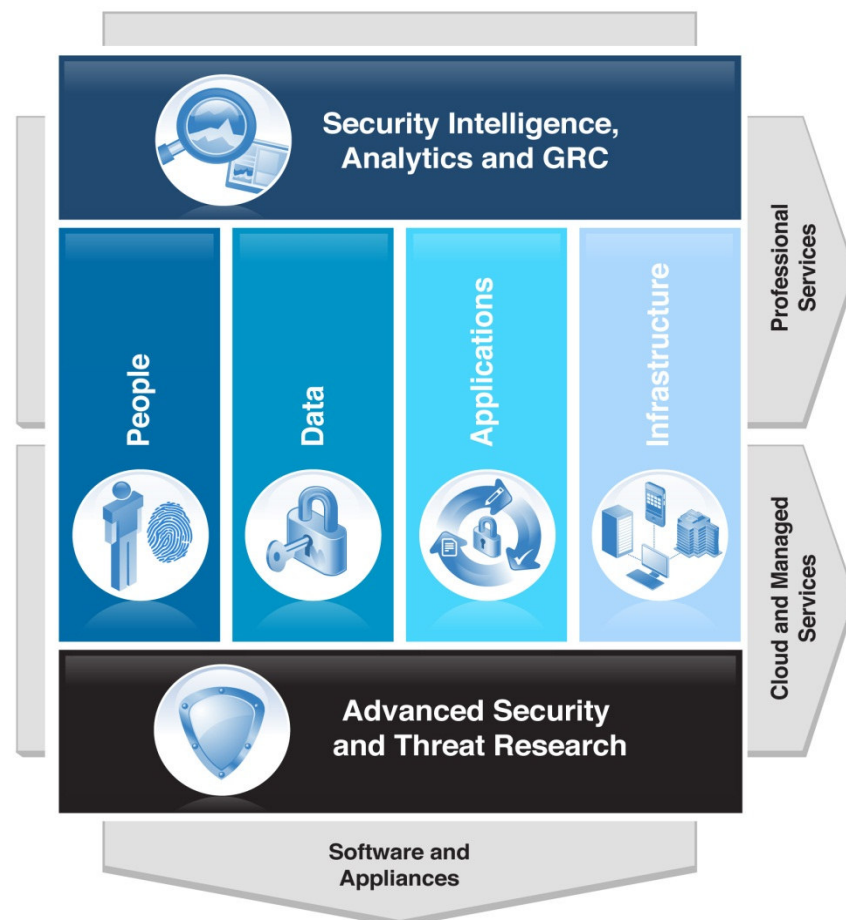 Security Intelligence,
Analytics and GRC
People
Data
Applications
Infrastructure
Professional
Services
Cloud and Managed
Services
Advanced Security
and Threat Research
Software and
Appliances